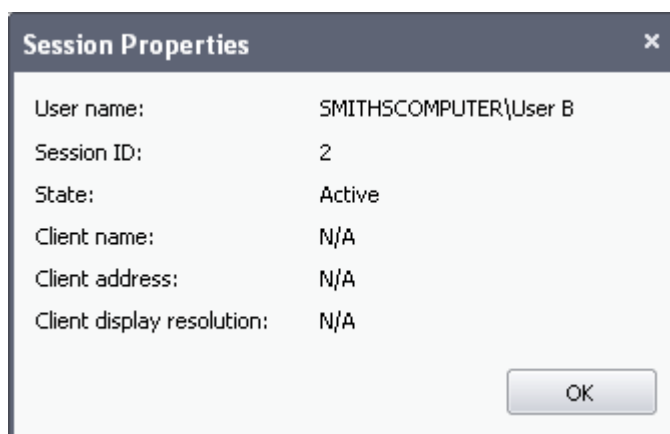 Session Properties ×
User name: SMITHSCOMPUTER\User B
Session ID: 2
State: Active
Client name: N/A
Client address: N/A
Client display resolution: N/A
OK